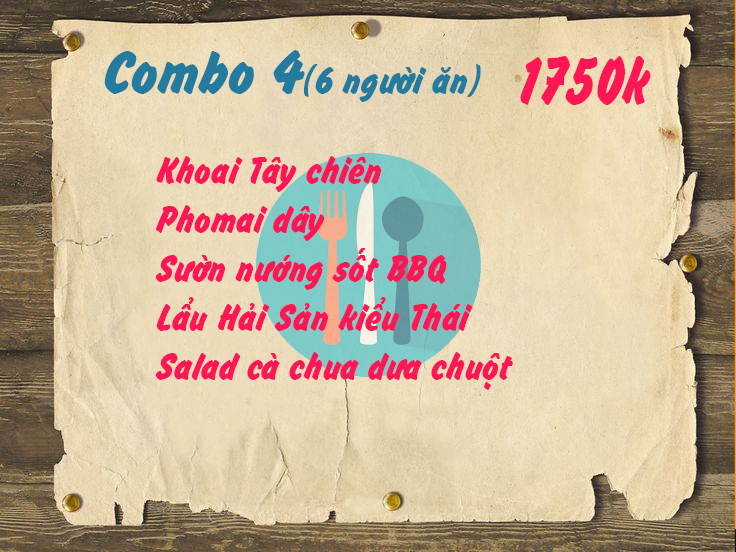 Combo 4(6 người ăn) 1750k
Khoai Tây chiên
Phomai dây
Sườn nướng sốt BBQ
Lẩu Hải Sản kiểu Thái
Salad cà chua dưa chuột